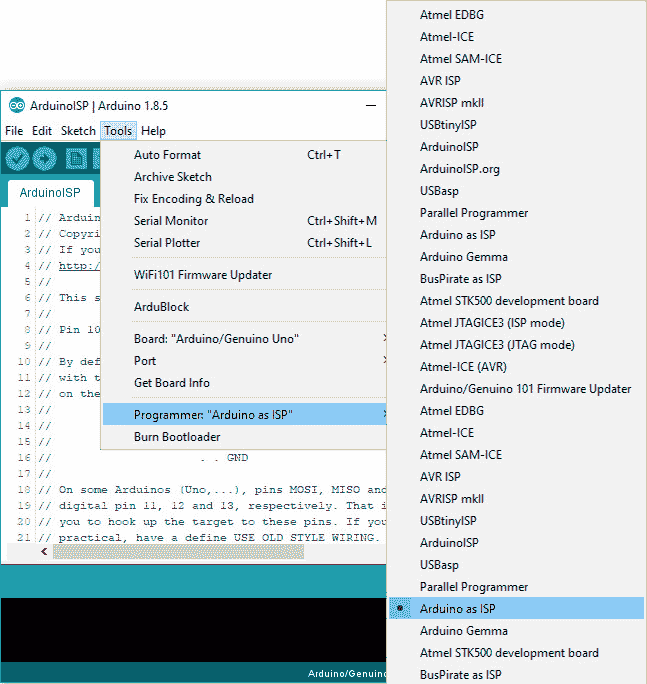 ArduinoISP | Arduino 1.8.5
File Edit Sketch Tools Help
Auto Format Ctrl+T
Archive Sketch
Fix Encoding & Reload
Serial Monitor Ctrl+Shift+M
Serial Plotter Ctrl+Shift+L
WiFi101 Firmware Updater
ArduBlock
Board: "Arduino/Genuino Uno"
Port
Get Board Info
Programmer: "Arduino as ISP"
Burn Bootloader
Atmel EDBG
Atmel-ICE
Atmel SAM-ICE
AVR ISP
AVRISP mkII
USBtinyISP
ArduinoISP
ArduinoISP.org
USBasp
Parallel Programmer
Arduino as ISP
Arduino Gemma
BusPirate as ISP
Atmel STK500 development board
Atmel JTAGICE3 (ISP mode)
Atmel JTAGICE3 (JTAG mode)
Atmel-ICE (AVR)
Arduino/Genuino 101 Firmware Updater
Atmel EDBG
Atmel-ICE
Atmel SAM-ICE
AVR ISP
AVRISP mkII
USBtinyISP
ArduinoISP
USBasp
Parallel Programmer
Arduino as ISP
Arduino Gemma
Atmel STK500 development board
BusPirate as ISP
ArduinoISP
1 // Arduin
2 // Copyri
3 // If you
4 // http:/
5 //
6 // This s
7 //
8 // Pin 10
9 //
10 // By def
11 // with t
12 // on the
13 //
14 //
15 //
16 // . . GND
17 //
18 // On some Arduinos (Uno,...), pins MOSI, MISO and
19 // digital pin 11, 12 and 13, respectively. That i
20 // you to hook up the target to these pins. If you
21 // practical, have a define USE OLD STYLE WIRING.
Arduino/Genuino